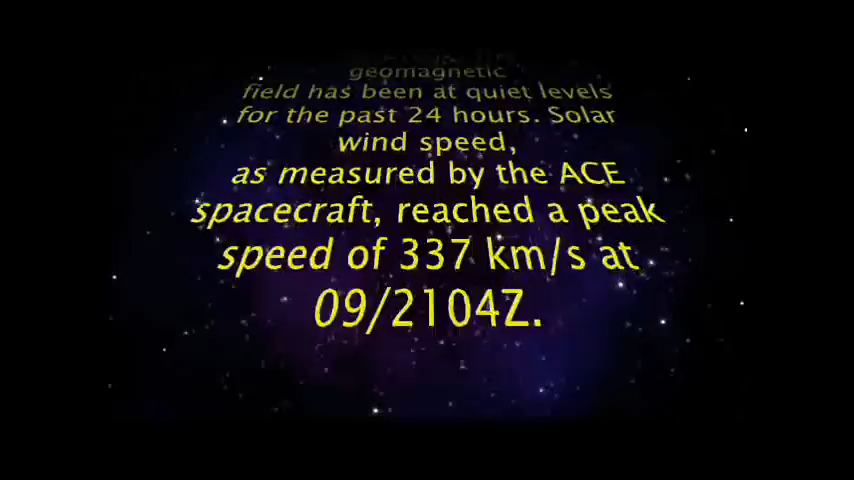 geomagnetic
field has been at quiet levels
for the past 24 hours. Solar
wind speed,
as measured by the ACE
spacecraft, reached a peak
speed of 337 km/s at
09/2104Z.